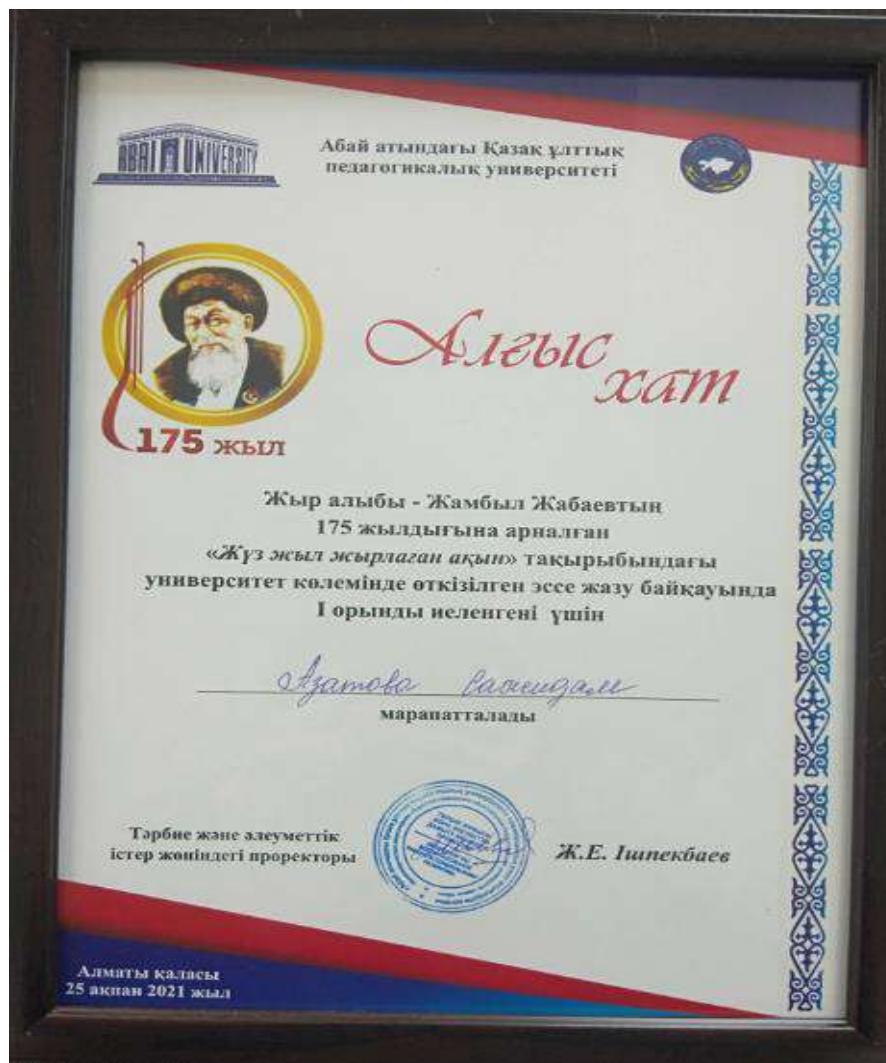 ABAI UNIVERSITY
Абай атындағы Қазақ ұлттық
педагогикалық университеті
Алғыс
хат
175 жыл
Жыр алыбы - Жамбыл Жабаевтың
175 жылдығына арналған
«Жүз жыл жырлаған ақын» тақырыбындағы
университет көлемінде өткізілген эссе жазу байқауында
I орынды иеленгені үшін
Азатова
марапатталады
Тәрбие және әлеуметтік
істер жөніндегі проректоры
Ж.Е. Ішпекбаев
Алматы қаласы
25 ақпан 2021 жыл